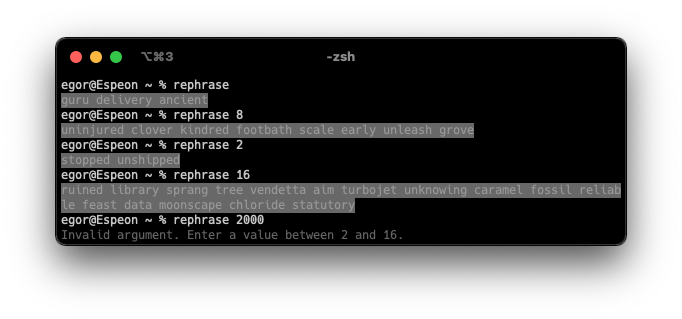 ⌥⌘3
-zsh
egor@Espeon ~ % rephrase
guru delivery ancient
egor@Espeon ~ % rephrase 8
uninjured clover kindred footbath scale early unleash grove
egor@Espeon ~ % rephrase 2
stopped unshipped
egor@Espeon ~ % rephrase 16
ruined library sprang tree vendetta aim turbojet unknowing caramel fossil reliab
le feast data moonscape chloride statutory
egor@Espeon ~ % rephrase 2000
Invalid argument. Enter a value between 2 and 16.